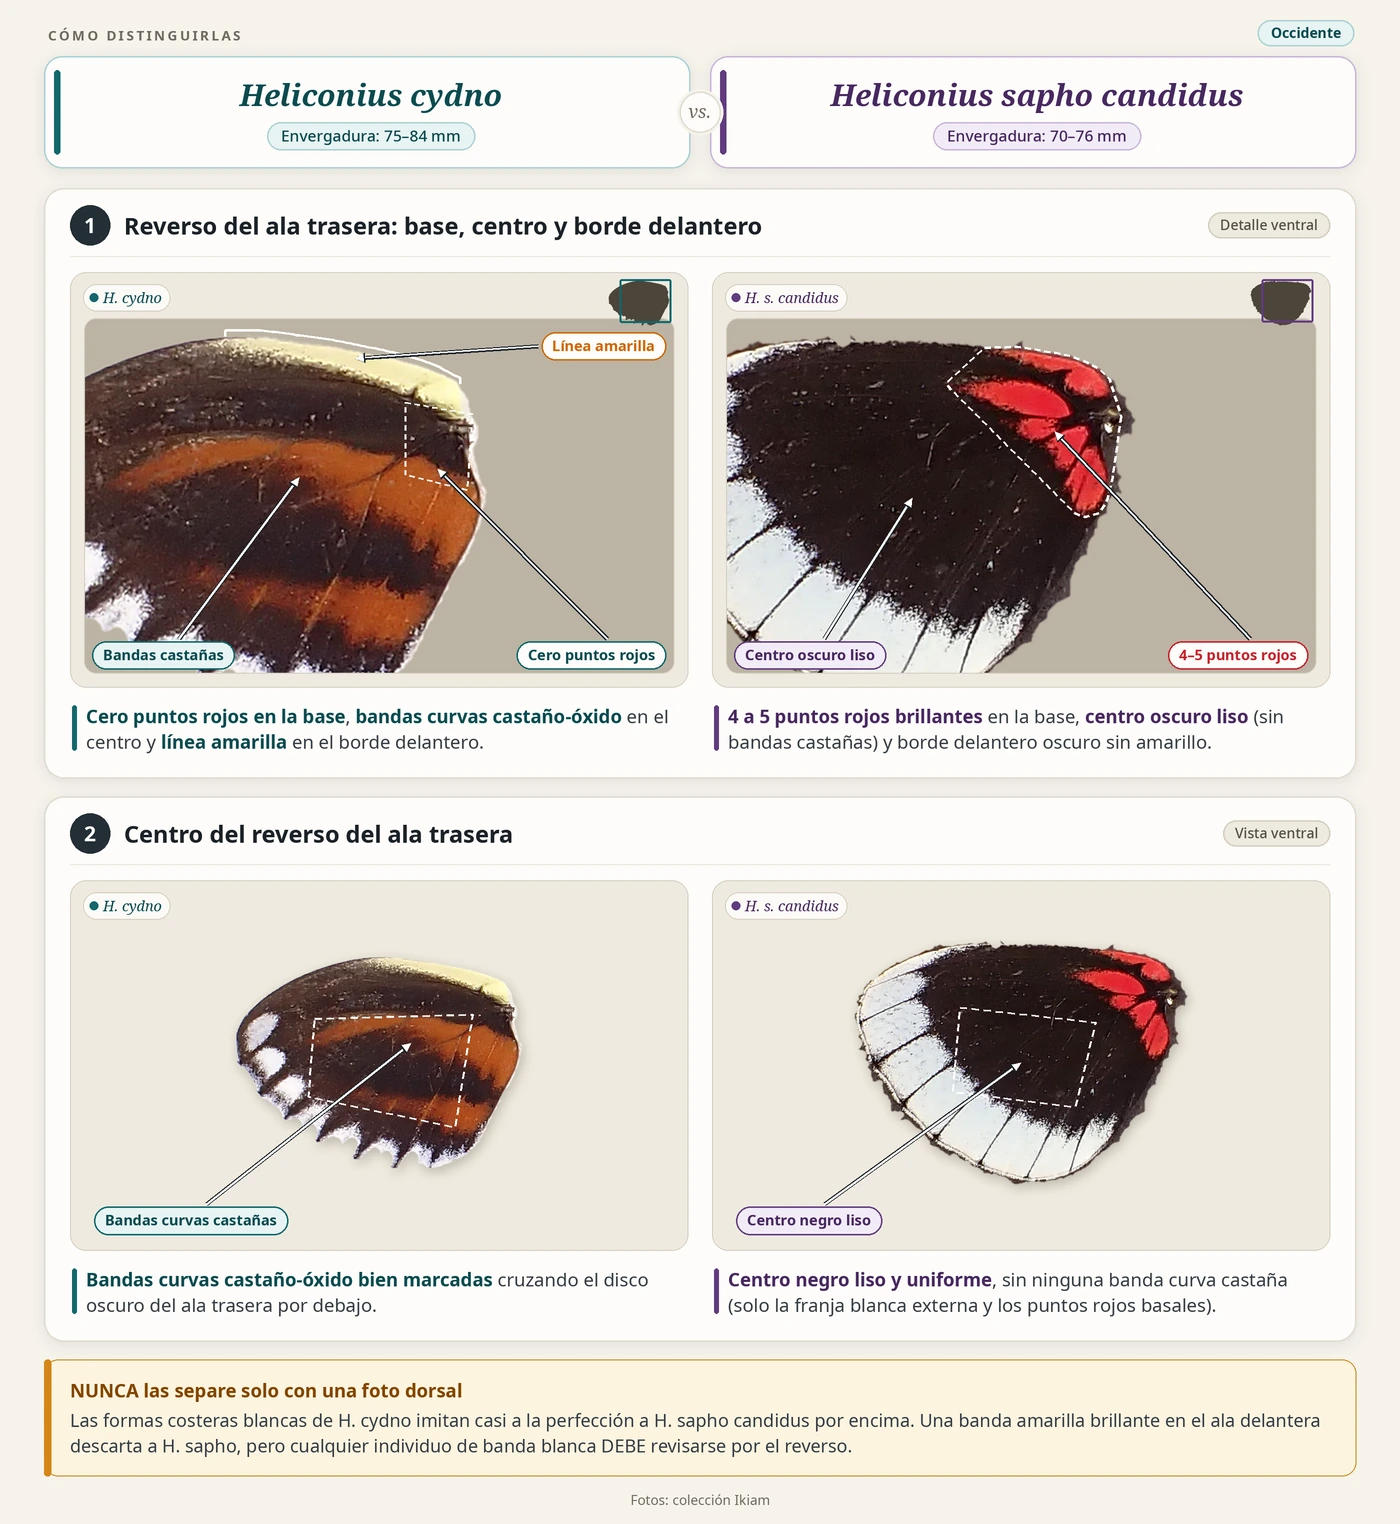 CÓMO DISTINGUIRLAS
Occidente
Heliconius cydno
Envergadura: 75–84 mm
vs.
Heliconius sapho candidus
Envergadura: 70–76 mm
1
Reverso del ala trasera: base, centro y borde delantero
Detalle ventral
H. cydno
Línea amarilla
Bandas castañas
Cero puntos rojos
H. s. candidus
Centro oscuro liso
4–5 puntos rojos
Cero puntos rojos en la base, bandas curvas castaño-óxido en el
centro y línea amarilla en el borde delantero.
4 a 5 puntos rojos brillantes en la base, centro oscuro liso (sin
bandas castañas) y borde delantero oscuro sin amarillo.
2
Centro del reverso del ala trasera
Vista ventral
H. cydno
Bandas curvas castañas
H. s. candidus
Centro negro liso
Bandas curvas castaño-óxido bien marcadas cruzando el disco
oscuro del ala trasera por debajo.
Centro negro liso y uniforme, sin ninguna banda curva castaña
(solo la franja blanca externa y los puntos rojos basales).
NUNCA las separe solo con una foto dorsal
Las formas costeras blancas de H. cydno imitan casi a la perfección a H. sapho candidus por encima. Una banda amarilla brillante en el ala delantera
descarta a H. sapho, pero cualquier individuo de banda blanca DEBE revisarse por el reverso.
Fotos: colección Ikiam